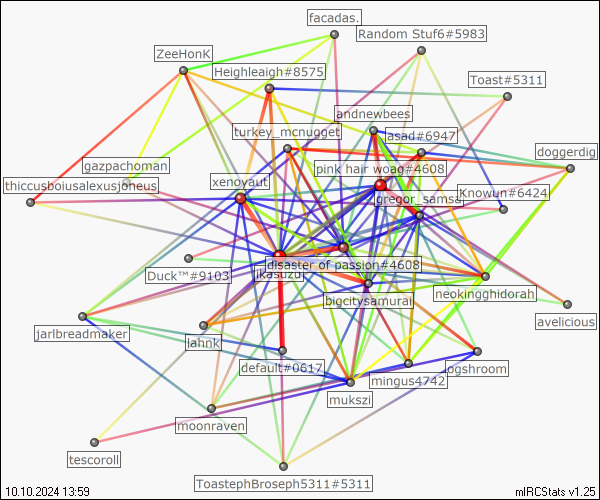 facadas.
Random Stuf6#5983
ZeeHonK
Heighleigh#8575
Toast#5311
andnewbees
turkey_mcnugget
asad#6947
doggerdig
gazpachoman
pink hair woag#4608
thiccusboiusalexusjoneus
xenoyaut
gregor_samsa
Knowun#6424
disaster of passion#4608
Duck™#9103
ikasuzu
bigcitysamurai
neokingghidorah
avelicious
jarlbreadmaker
lahnk
default#0617
mingus4742
ogshroom
mukszi
moonraven
tescoroll
ToastephBroseph5311#5311
10.10.2024 13:59
mIRCStats v1.25